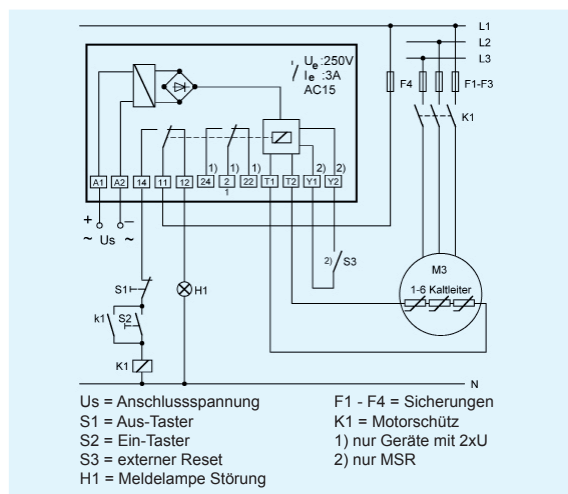 L1
L2
L3
U e :250V
I e :3A
AC15
F4
F1-F3
K1
1) 1) 2) 2)
A1 A2 14 11 12 24 2 22 T1 T2 Y1 Y2
1
+ –
~ Us ~
2) S3
M3
1-6 Kaltleiter
S1
H1
k1 S2
K1
N
Us = Anschlussspannung
S1 = Aus-Taster
S2 = Ein-Taster
S3 = externer Reset
H1 = Meldelampe Störung
F1 - F4 = Sicherungen
K1 = Motorschütz
1) nur Geräte mit 2xU
2) nur MSR